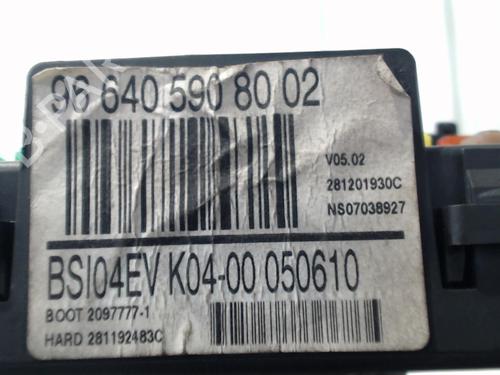 96 640 590 80 02
V05.02
281201930C
NS07038927
BSI04EV K04-00 050610
BOOT 2097777-1
HARD 281192483C